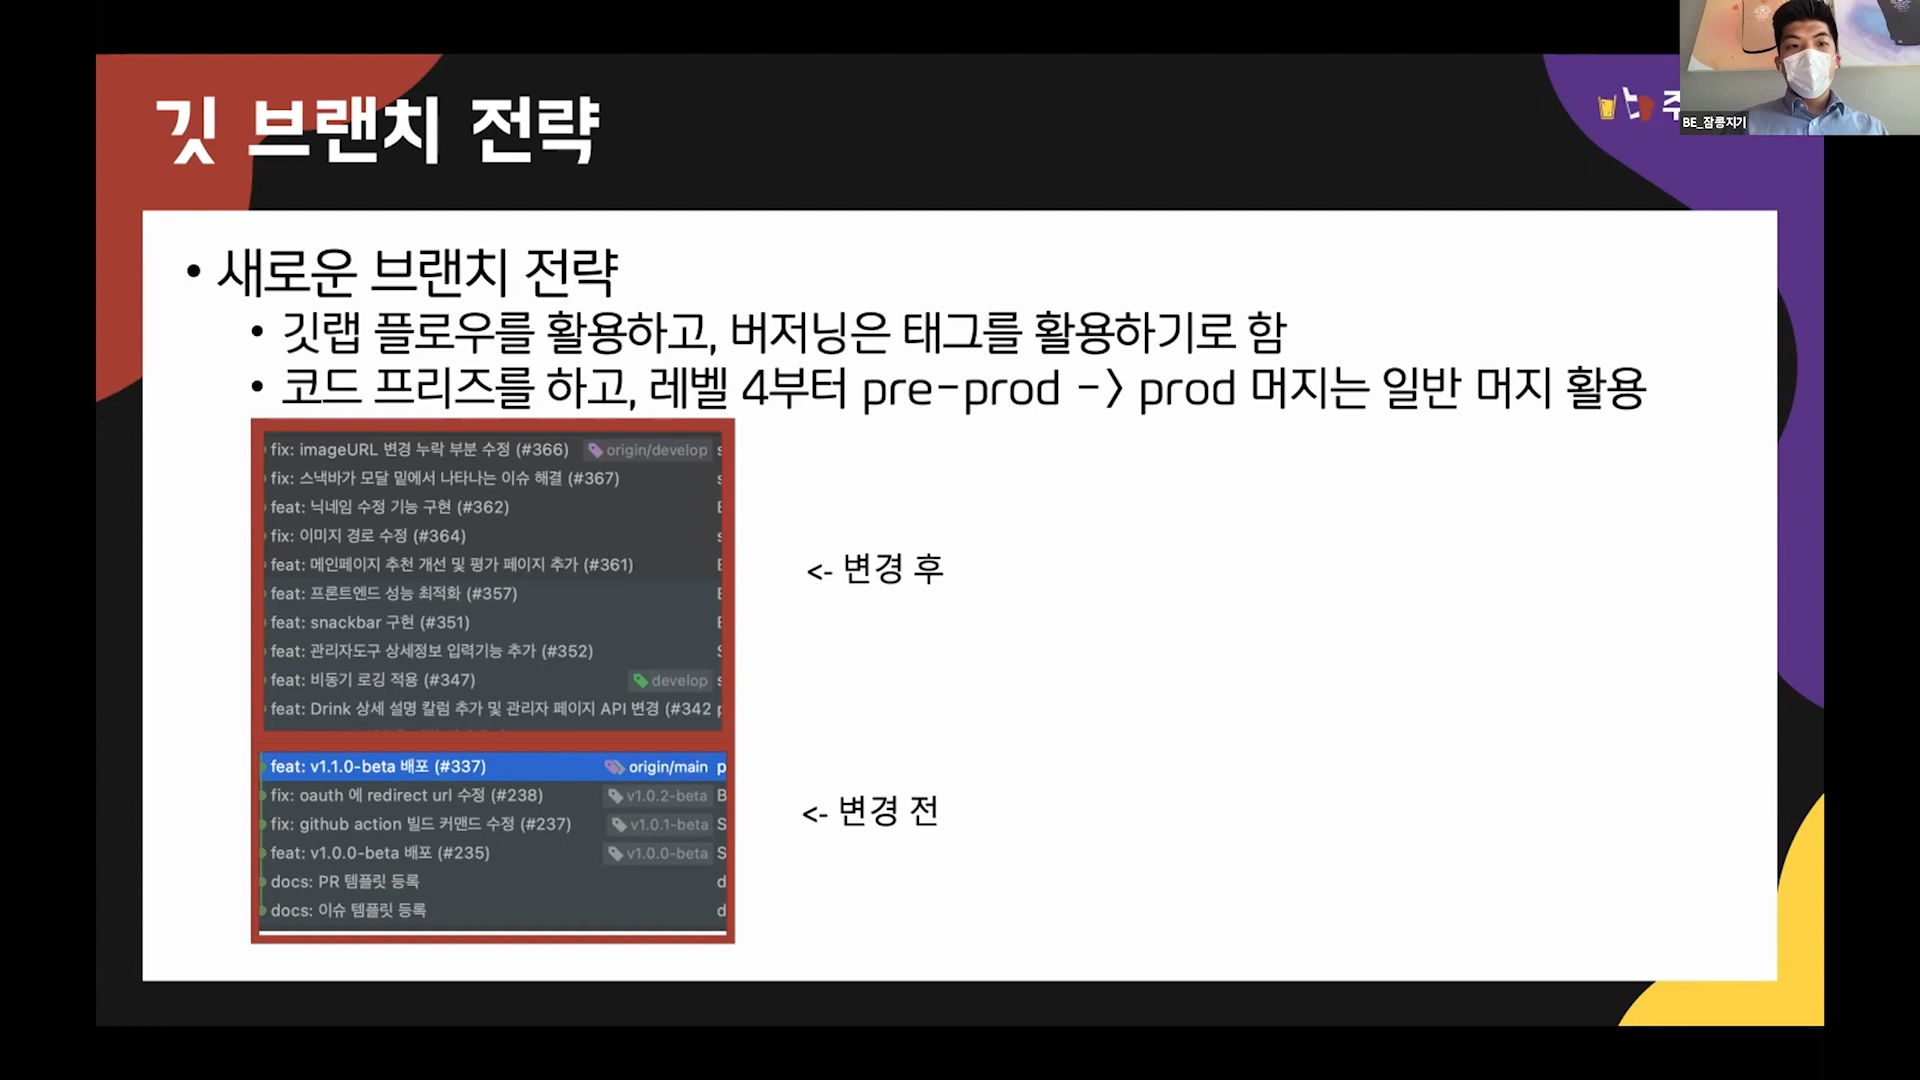 깃 브랜치 전략
BE_잠콩지기
• 새로운 브랜치 전략
• 깃랩 플로우를 활용하고, 버저닝은 태그를 활용하기로 함
• 코드 프리즈를 하고, 레벨 4부터 pre-prod -> prod 머지는 일반 머지 활용
fix: imageURL 변경 누락 부분 수정 (#366) origin/develop
fix: 스낵바가 모달 밑에서 나타나는 이슈 해결 (#367)
feat: 닉네임 수정 기능 구현 (#362)
fix: 이미지 경로 수정 (#364)
feat: 메인페이지 추천 개선 및 평가 페이지 추가 (#361)
<- 변경 후
feat: 프론트엔드 성능 최적화 (#357)
feat: snackbar 구현 (#351)
feat: 관리자도구 상세정보 입력기능 추가 (#352)
feat: 비동기 로깅 적용 (#347) develop
feat: Drink 상세 설명 칼럼 추가 및 관리자 페이지 API 변경 (#342 p
feat: v1.1.0-beta 배포 (#337) origin/main p
fix: oauth 에 redirect url 수정 (#238) v1.0.2-beta B
<- 변경 전
fix: github action 빌드 커맨드 수정 (#237) v1.0.1-beta S
feat: v1.0.0-beta 배포 (#235) v1.0.0-beta S
docs: PR 템플릿 등록 d
docs: 이슈 템플릿 등록 d